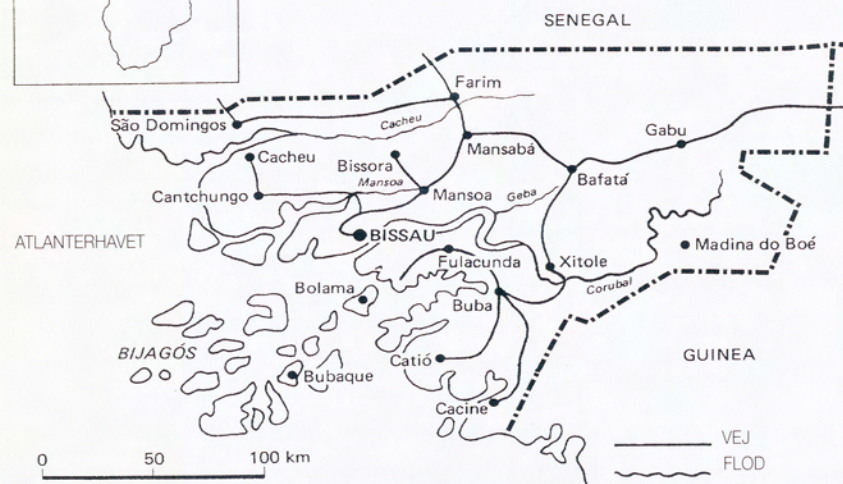 SENEGAL
Farim
São Domingos
Cacheu
Gabu
Mansabá
Cacheu
Bissora
Bafatá
Mansoa
Mansoa
Geba
Cantchungo
ATLANTERHAVET
BISSAU
Madina do Boé
Fulacunda
Xitole
Corubal
Bolama
Buba
BIJAGÓS
Catió
GUINEA
Bubaque
Cacine
VEJ
FLOD
0 50 100 km